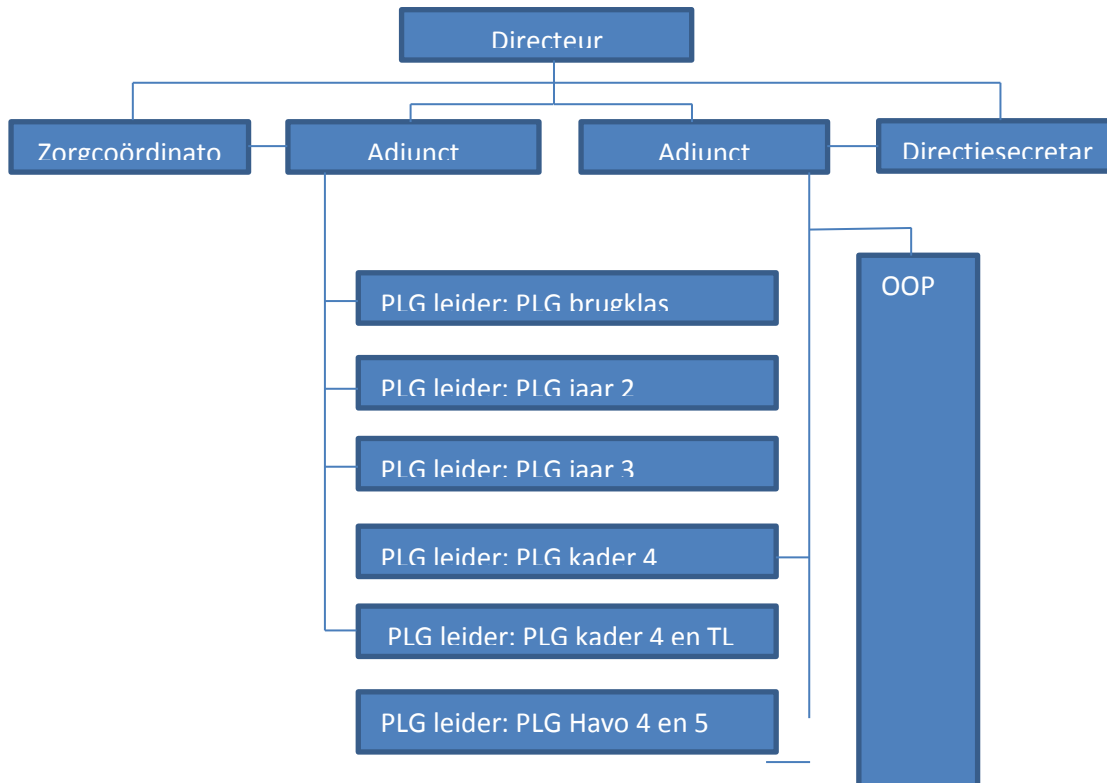 Directeur
Zorgcoördinato
Adjunct
Adjunct
Directiesecretar
OOP
PLG leider: PLG brugklas
PLG leider: PLG jaar 2
PLG leider: PLG jaar 3
PLG leider: PLG kader 4
PLG leider: PLG kader 4 en TL
PLG leider: PLG Havo 4 en 5